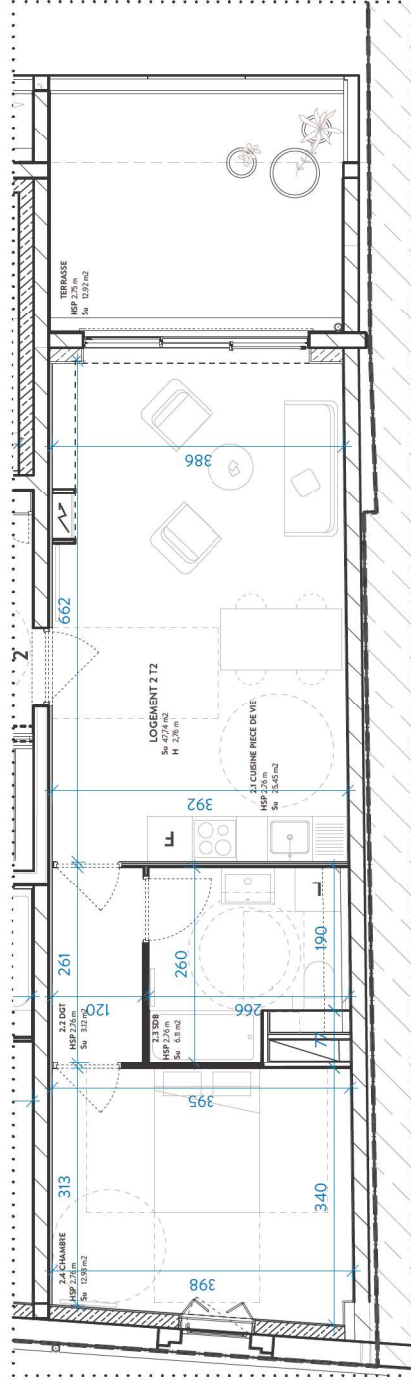 TERRASSE
HSP 2.75 m
Su 12.92 m2
386
662
2
LOGEMENT 2 T2
Su 47.74 m2
H 2,76 m
2.1 CUISINE PIECE DE VIE
HSP 2.76 m
Su 25.45 m2
392
F
L
261
120
2.2 DGT
HSP 2.76 m
Su 3.12 m2
260
2.3 SDB
HSP 2.76 m
Su 6.11 m2
266
190
395
313
340
2.4 CHAMBRE
HSP 2.76 m
Su 12.93 m2
398